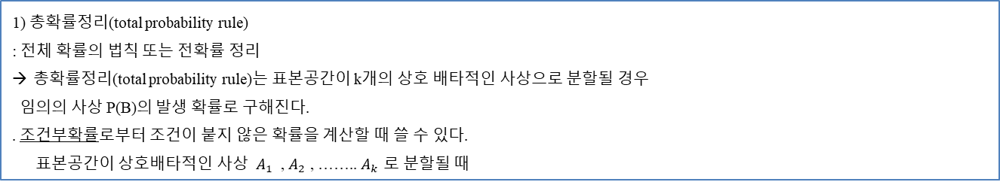 1) 총확률정리(total probability rule)
: 전체 확률의 법칙 또는 전확률 정리
→ 총확률정리(total probability rule)는 표본공간이 k개의 상호 배타적인 사상으로 분할될 경우
임의의 사상 P(B)의 발생 확률로 구해진다.
. 조건부확률로부터 조건이 붙지 않은 확률을 계산할 때 쓸 수 있다.
표본공간이 상호배타적인 사상 A₁ , A₂ , …….. Aₖ 로 분할될 때